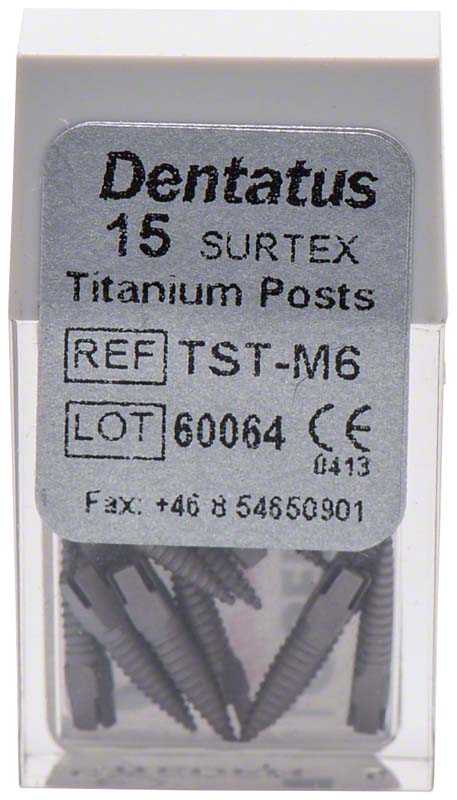 Dentatus
15 SURTEX
Titanium Posts
REF TST-M6
LOT 60064 CE
0413
Fax: +46 8 54650901